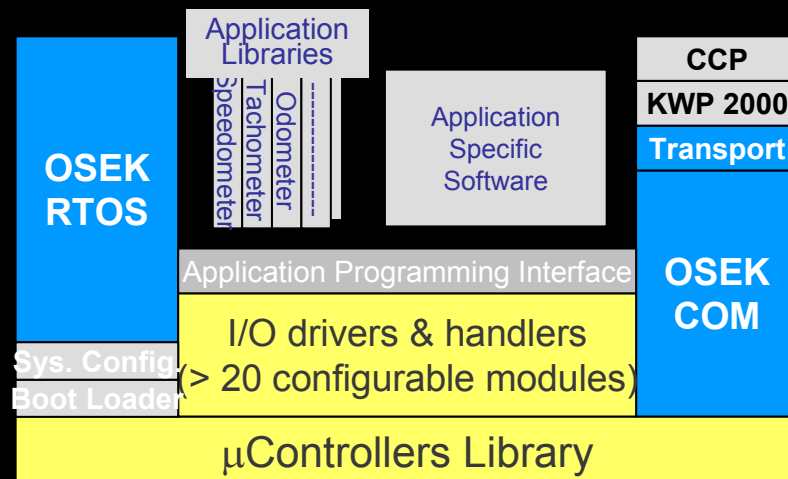 Application
Libraries
Speedometer
Tachometer
Odometer
----------------
Application
Specific
Software
CCP
KWP 2000
Transport
OSEK
RTOS
OSEK
COM
Application Programming Interface
I/O drivers & handlers
(> 20 configurable modules)
Sys. Config.
Boot Loader
µControllers Library